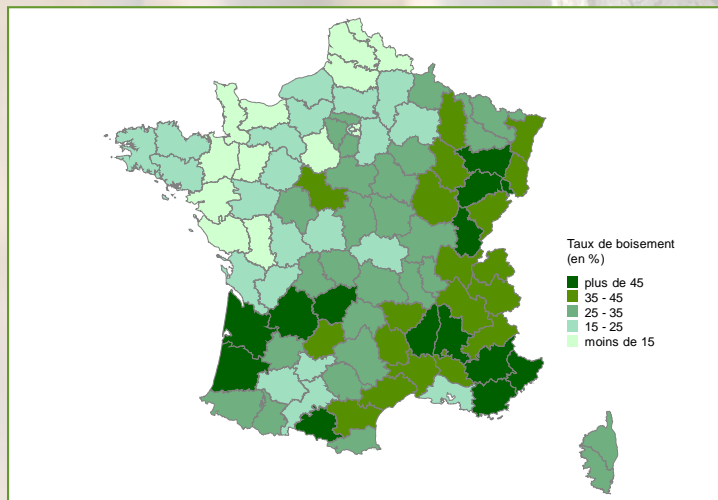 Taux de boisement
(en %)
plus de 45
35 - 45
25 - 35
15 - 25
moins de 15